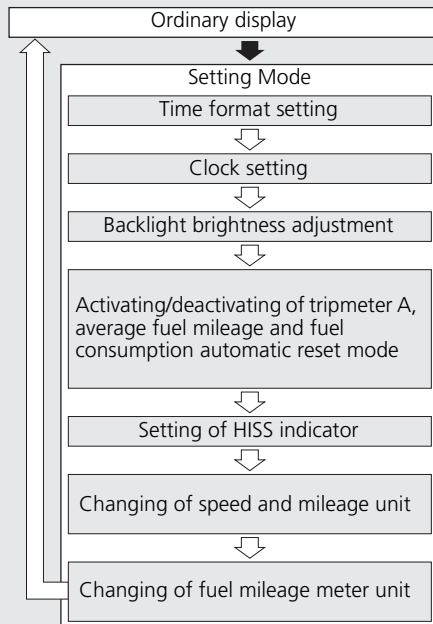 Ordinary display
Setting Mode
Time format setting
Clock setting
Backlight brightness adjustment
Activating/deactivating of tripmeter A,
average fuel mileage and fuel
consumption automatic reset mode
Setting of HISS indicator
Changing of speed and mileage unit
Changing of fuel mileage meter unit